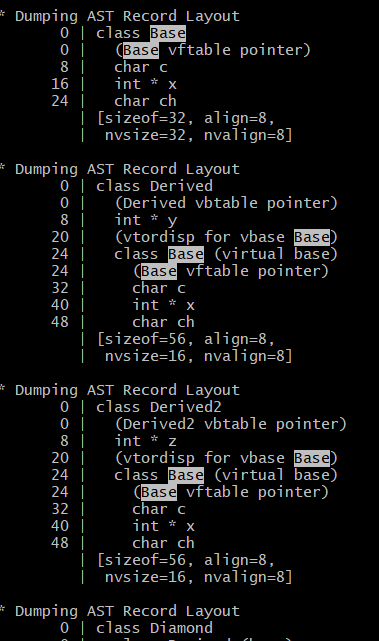 * Dumping AST Record Layout
0 | class Base
0 | (Base vftable pointer)
8 | char c
16 | int * x
24 | char ch
| [sizeof=32, align=8,
| nvsize=32, nvalign=8]
* Dumping AST Record Layout
0 | class Derived
0 | (Derived vbtable pointer)
8 | int * y
20 | (vtordisp for vbase Base)
24 | class Base (virtual base)
24 | (Base vftable pointer)
32 | char c
40 | int * x
48 | char ch
| [sizeof=56, align=8,
| nvsize=16, nvalign=8]
* Dumping AST Record Layout
0 | class Derived2
0 | (Derived2 vbtable pointer)
8 | int * z
20 | (vtordisp for vbase Base)
24 | class Base (virtual base)
24 | (Base vftable pointer)
32 | char c
40 | int * x
48 | char ch
| [sizeof=56, align=8,
| nvsize=16, nvalign=8]
* Dumping AST Record Layout
0 | class Diamond